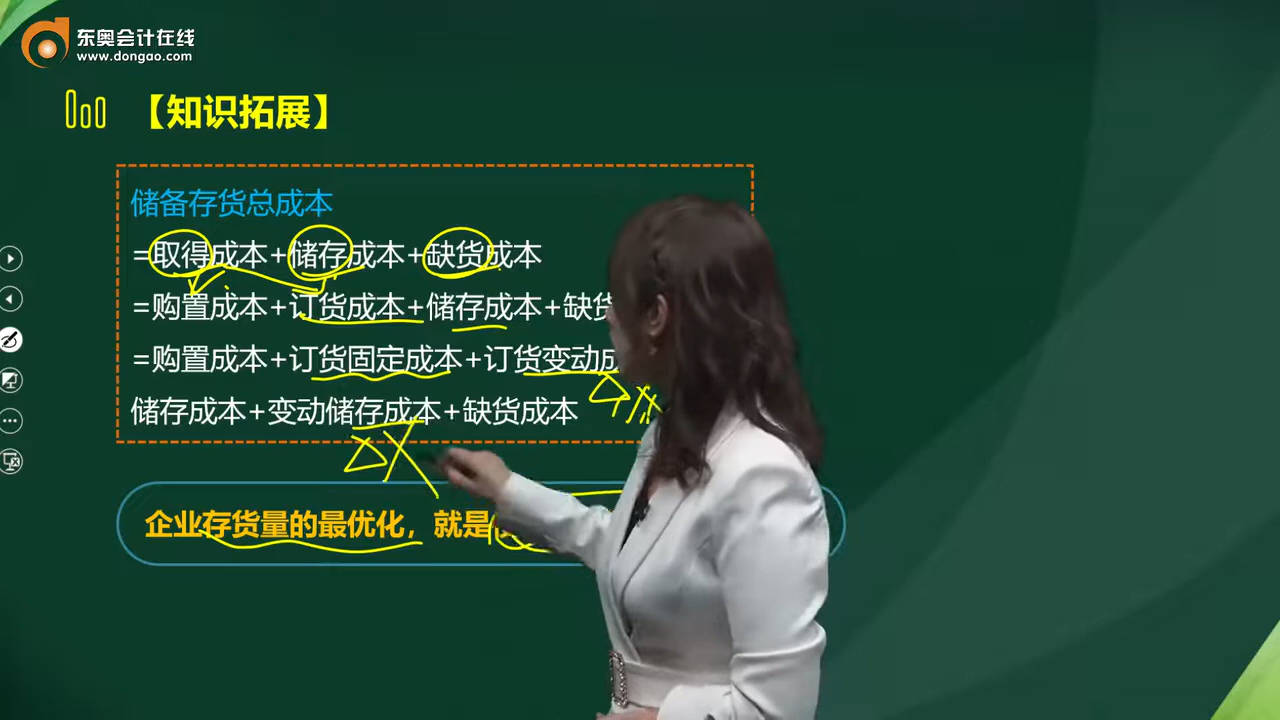 东奥会计在线
www.dongao.com
【知识拓展】
储备存货总成本
=取得成本+储存成本+缺货成本
=购置成本+订货成本+储存成本+缺货
=购置成本+订货固定成本+订货变动成
储存成本+变动储存成本+缺货成本
企业存货量的最优化，就是